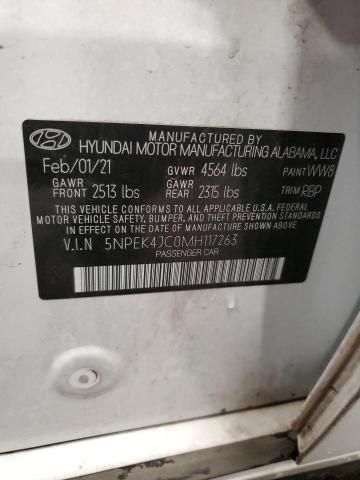 MANUFACTURED BY
HYUNDAI MOTOR MANUFACTURING ALABAMA, LLC
Feb/01/21 GVWR 4564 lbs PAINT WW8
GAWR FRONT 2513 lbs GAWR REAR 2315 lbs TRIM RBP
THIS VEHICLE CONFORMS TO ALL APPLICABLE U.S.A FEDERAL
MOTOR VEHICLE SAFETY, BUMPER, AND THEFT PREVENTION
STANDARDS IN EFFECT ON THE DATE OF MANUFACTURE SHOWN ABOVE.
V.I.N 5NPEK4JC0MH117263
PASSENGER CAR